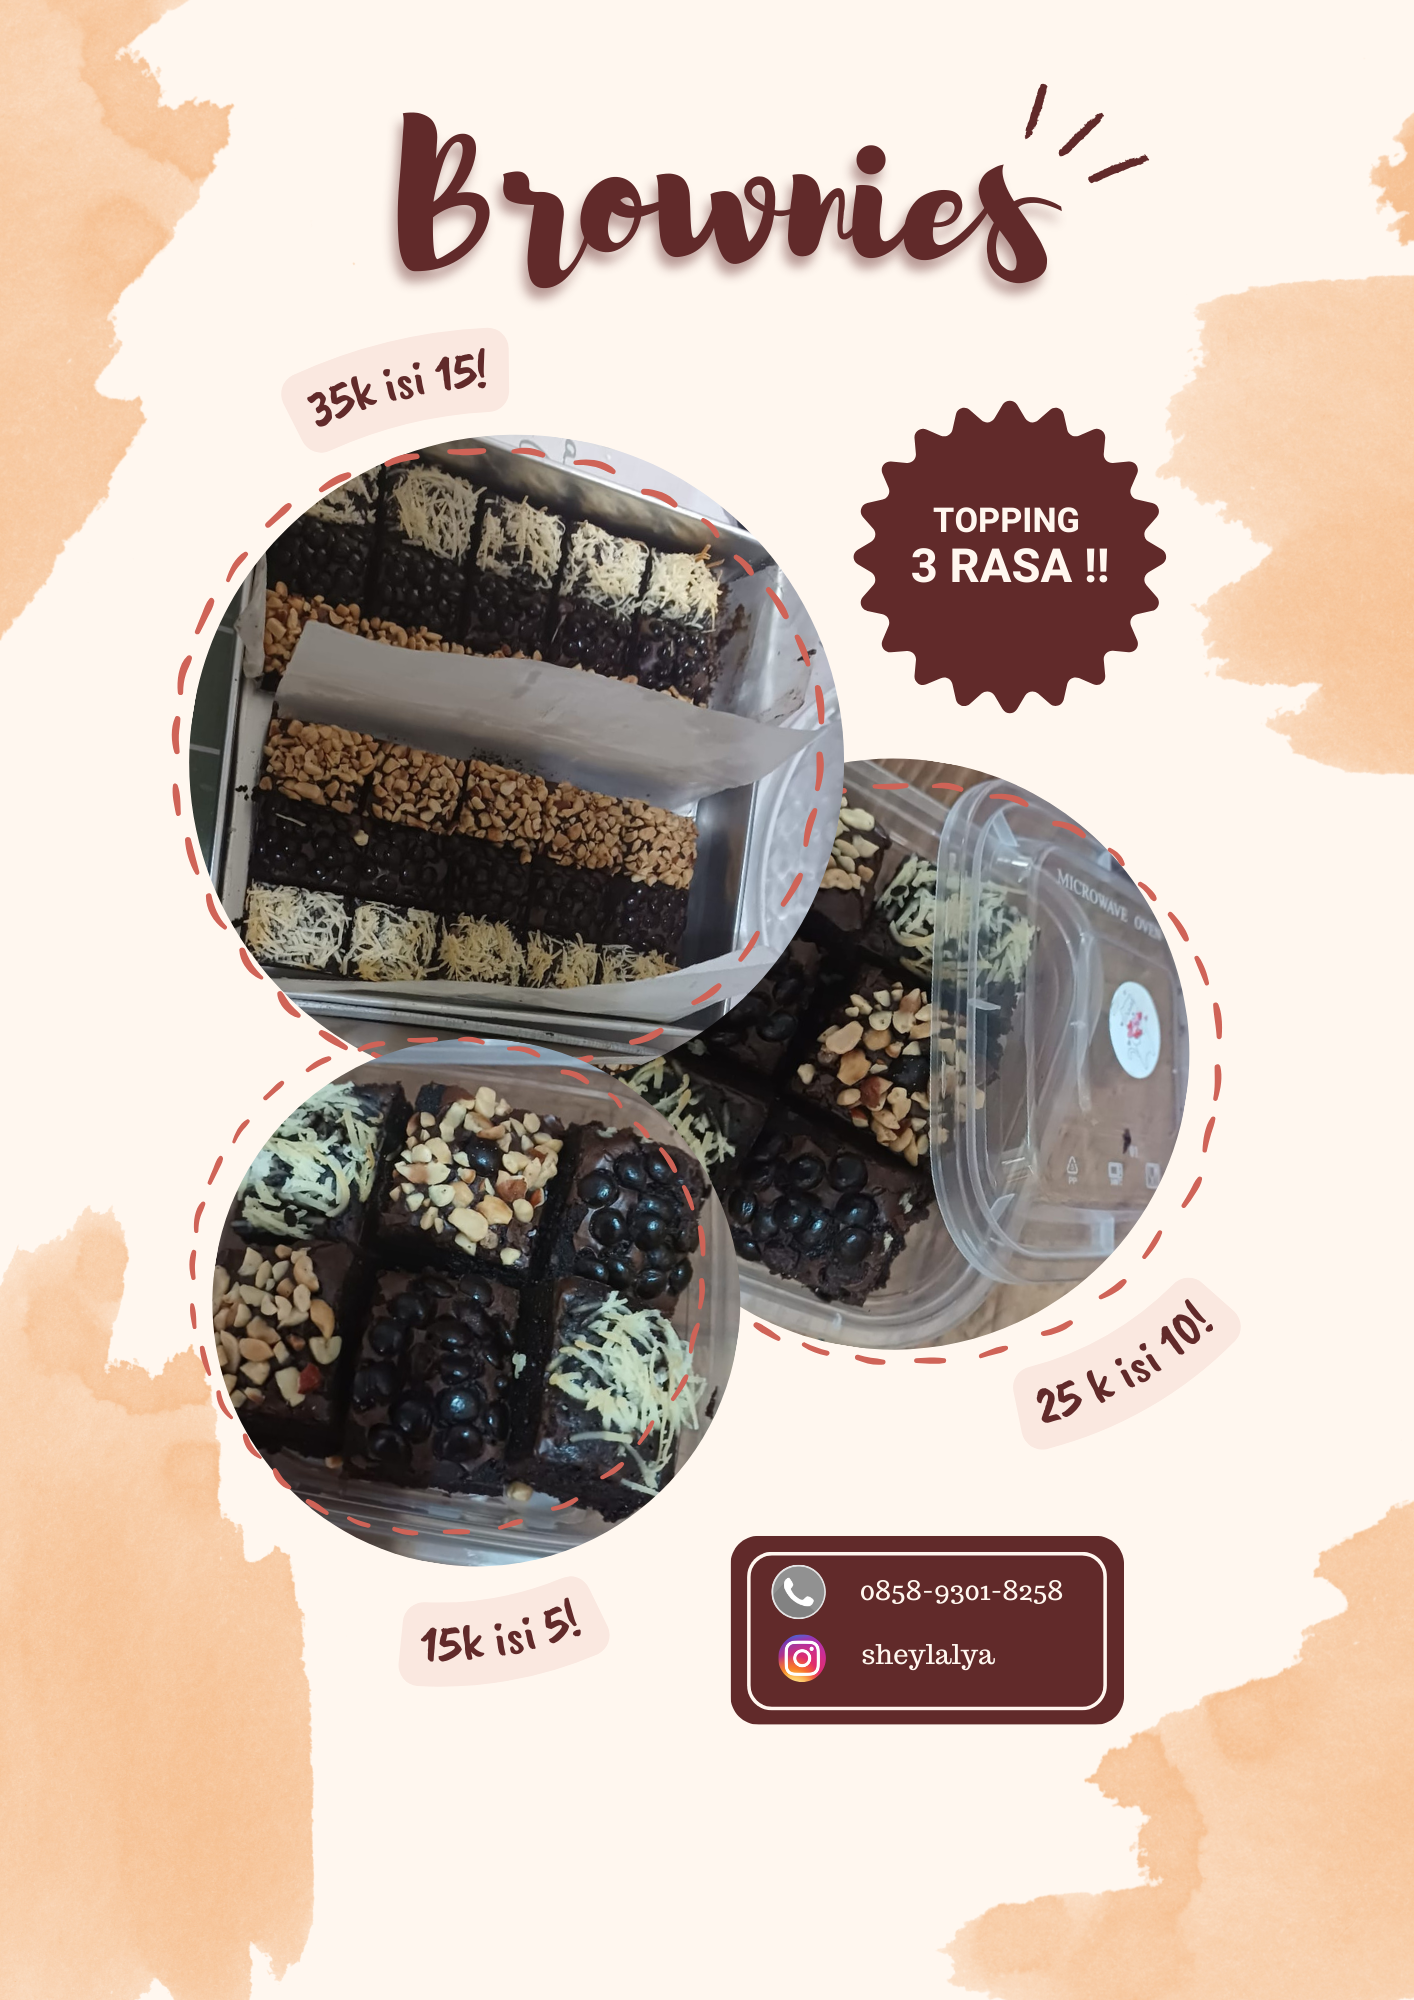 Brownies
35k isi 15!
TOPPING
3 RASA !!
MICROWAVE OVEN
PP
25 k isi 10!
15k isi 5!
0858-9301-8258
sheylalya